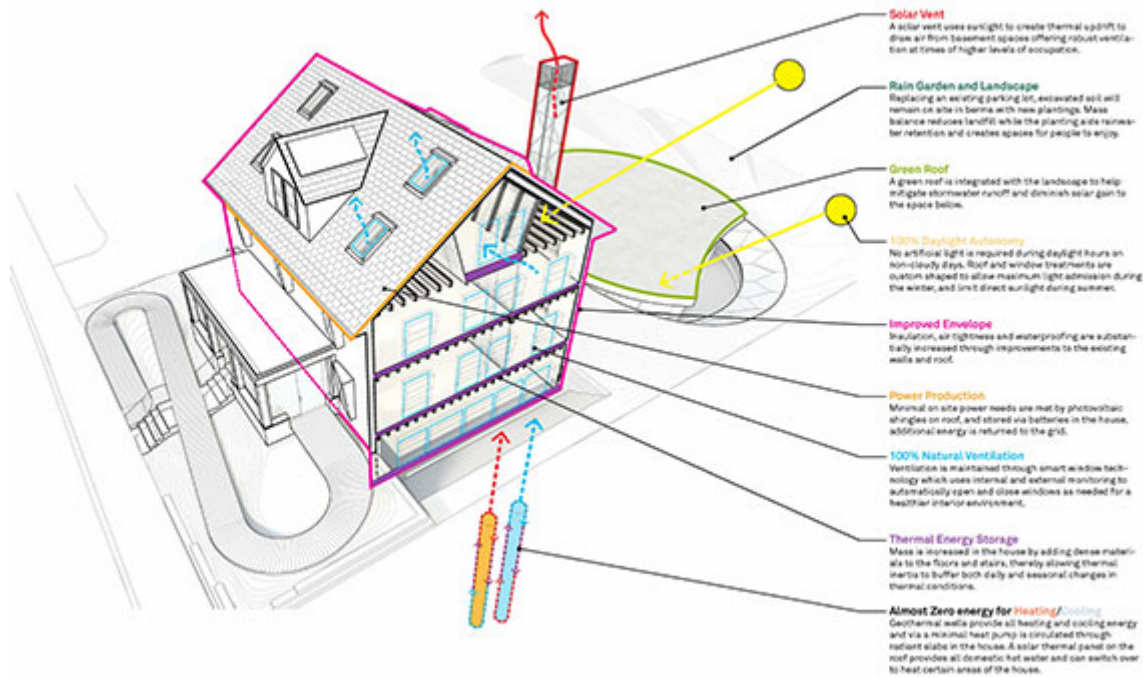 Solar Vent
A solar vent uses sunlight to create thermal updrift to
draw air from basement spaces offering robust ventila-
tion at times of higher levels of occupation.
Rain Garden and Landscape
Replacing an existing parking lot, excavated soil will
remain on site in berms with new plantings. Mass
balance reduces landfill while the planting aids rainwa-
ter retention and creates spaces for people to enjoy.
Green Roof
A green roof is integrated with the landscape to help
mitigate stormwater runoff and diminish solar gain to
the space below.
100% Daylight Autonomy
No artificial light is required during daylight hours on
non-cloudy days. Roof and window treatments are
custom shaped to allow maximum light admission during
the winter, and limit direct sunlight during summer.
Improved Envelope
Insulation, air tightness and waterproofing are substan-
tially increased through improvements to the existing
walls and roof.
Power Production
Minimal on site power needs are met by photovoltaic
shingles on roof, and stored via batteries in the house,
additional energy is returned to the grid.
100% Natural Ventilation
Ventilation is maintained through smart window tech-
nology which uses internal and external monitoring to
automatically open and close windows as needed for a
healthier interior environment.
Thermal Energy Storage
Mass is increased in the house by adding dense materi-
als to the floors and stairs, thereby allowing thermal
inertia to buffer both daily and seasonal changes in
thermal conditions.
Almost Zero energy for Heating/Cooling
Geothermal wells provide all heating and cooling energy
and via a minimal heat pump is circulated through
radiant slabs in the house. A solar thermal panel on the
roof provides all domestic hot water and can switch over
to heat certain areas of the house.